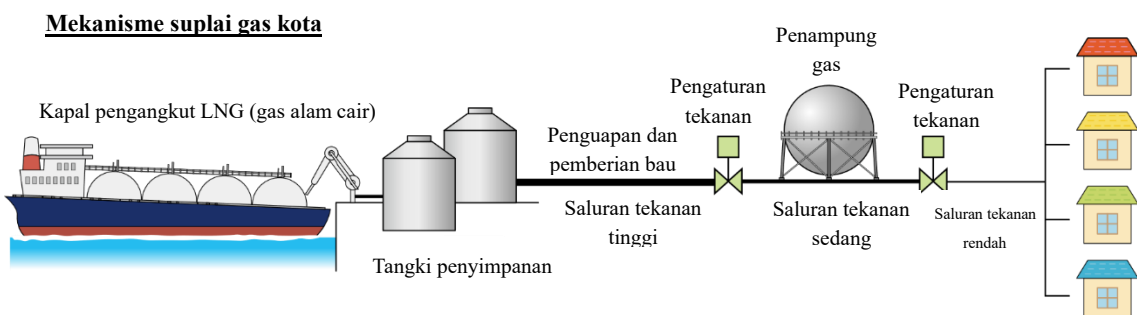 Mekanisme suplai gas kota
Kapal pengangkut LNG (gas alam cair)
Tangki penyimpanan
Penguapan dan
pemberian bau
Saluran tekanan
tinggi
Pengaturan
tekanan
Penampung
gas
Saluran tekanan
sedang
Pengaturan
tekanan
Saluran tekanan
rendah